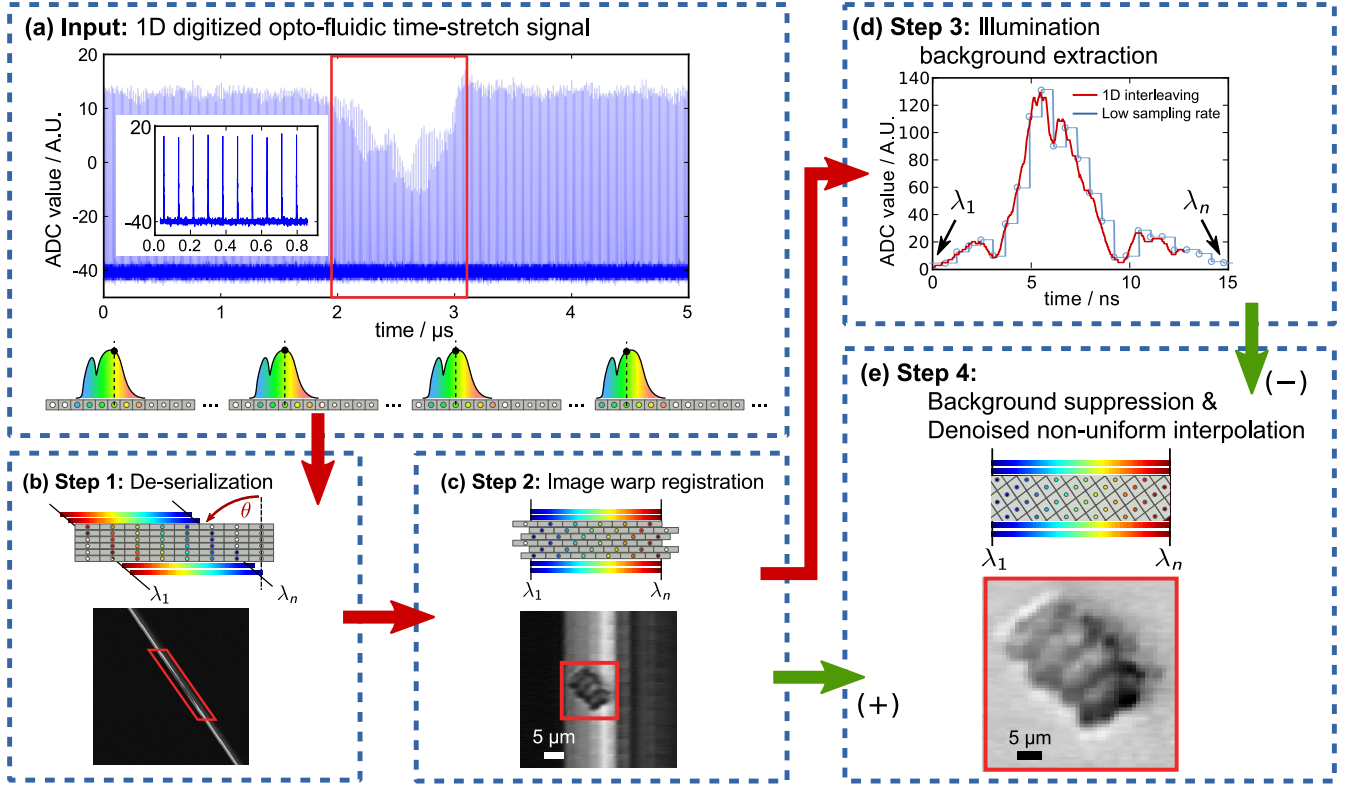 (a) Input: 1D digitized opto-fluidic time-stretch signal
ADC value / A.U.
20
10
0
−20
−20
−40
20
−40
0.0 0.2 0.4 0.6 0.8
0 1 2 3 4 5
time / μs
... ... ... ...
(b) Step 1: De-serialization
θ
λ1
λn
(c) Step 2: Image warp registration
λ1
λn
5 μm
(d) Step 3: Illumination
background extraction
ADC value / A.U.
140
120
100
80
60
40
20
0
1D interleaving
Low sampling rate
λ1
λn
0 5 10 15
time / ns
(e) Step 4:
(−)
Background suppression &
Denoised non-uniform interpolation
λ1
λn
(+)
5 μm